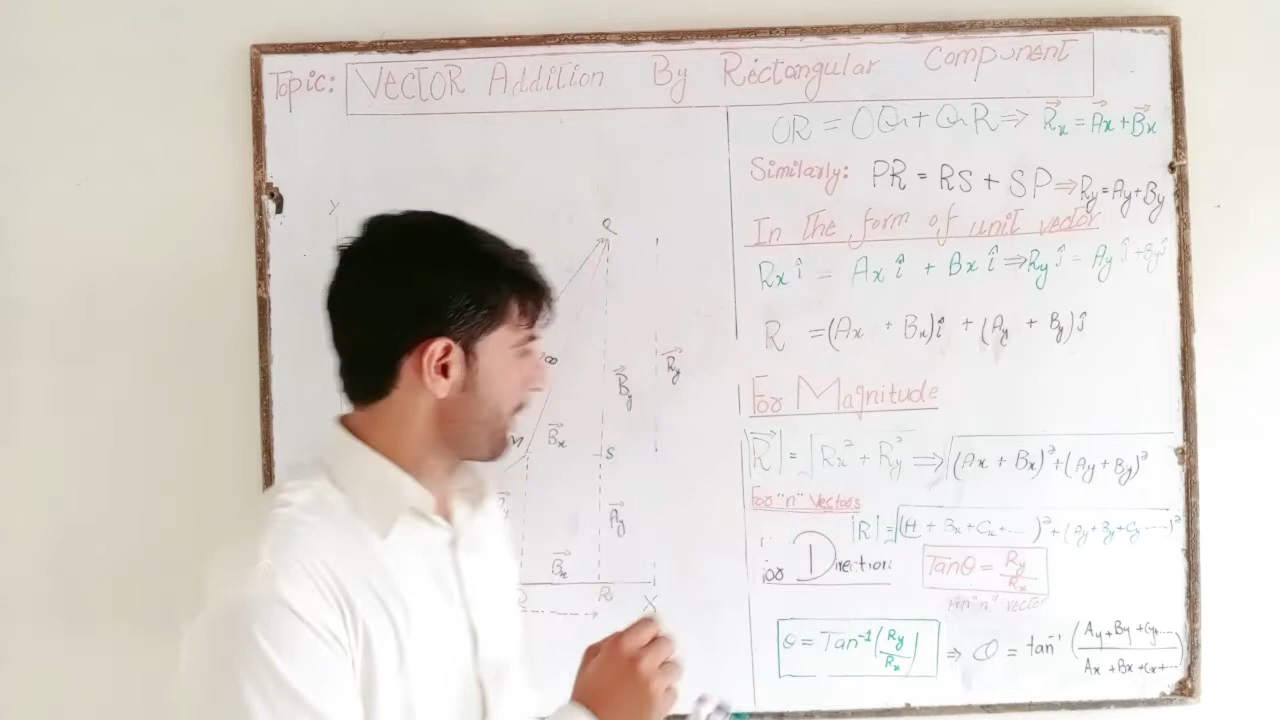 Topic: VECTOR Addition By Rectangular Component
Y
M
B⃗x
S
B⃗y
R⃗y
A⃗y
B⃗x
R
X
OR = OQ + QR ⇒ R⃗x = A⃗x + B⃗x
Similarly: PR = RS + SP ⇒ Ry = Ay + By
In the form of unit vector
Rx î = Ax î + Bx î ⇒ Ry ĵ = Ay ĵ + By ĵ
R = (Ax + Bx) î + (Ay + By) ĵ
For Magnitude
|R⃗| = √Rx² + Ry² ⇒ √(Ax + Bx)² + (Ay + By)²
For "n" Vectors
|R| = √( + Bx + Cx + ....)² + (Ay + By + Cy ....)²
For Direction:
Tanθ = Ry/Rx
For "n" vector
θ = Tan⁻¹(Ry/Rx) ⇒ θ = tan⁻¹(Ay + By + Cy..../Ax + Bx + Cx + ....)